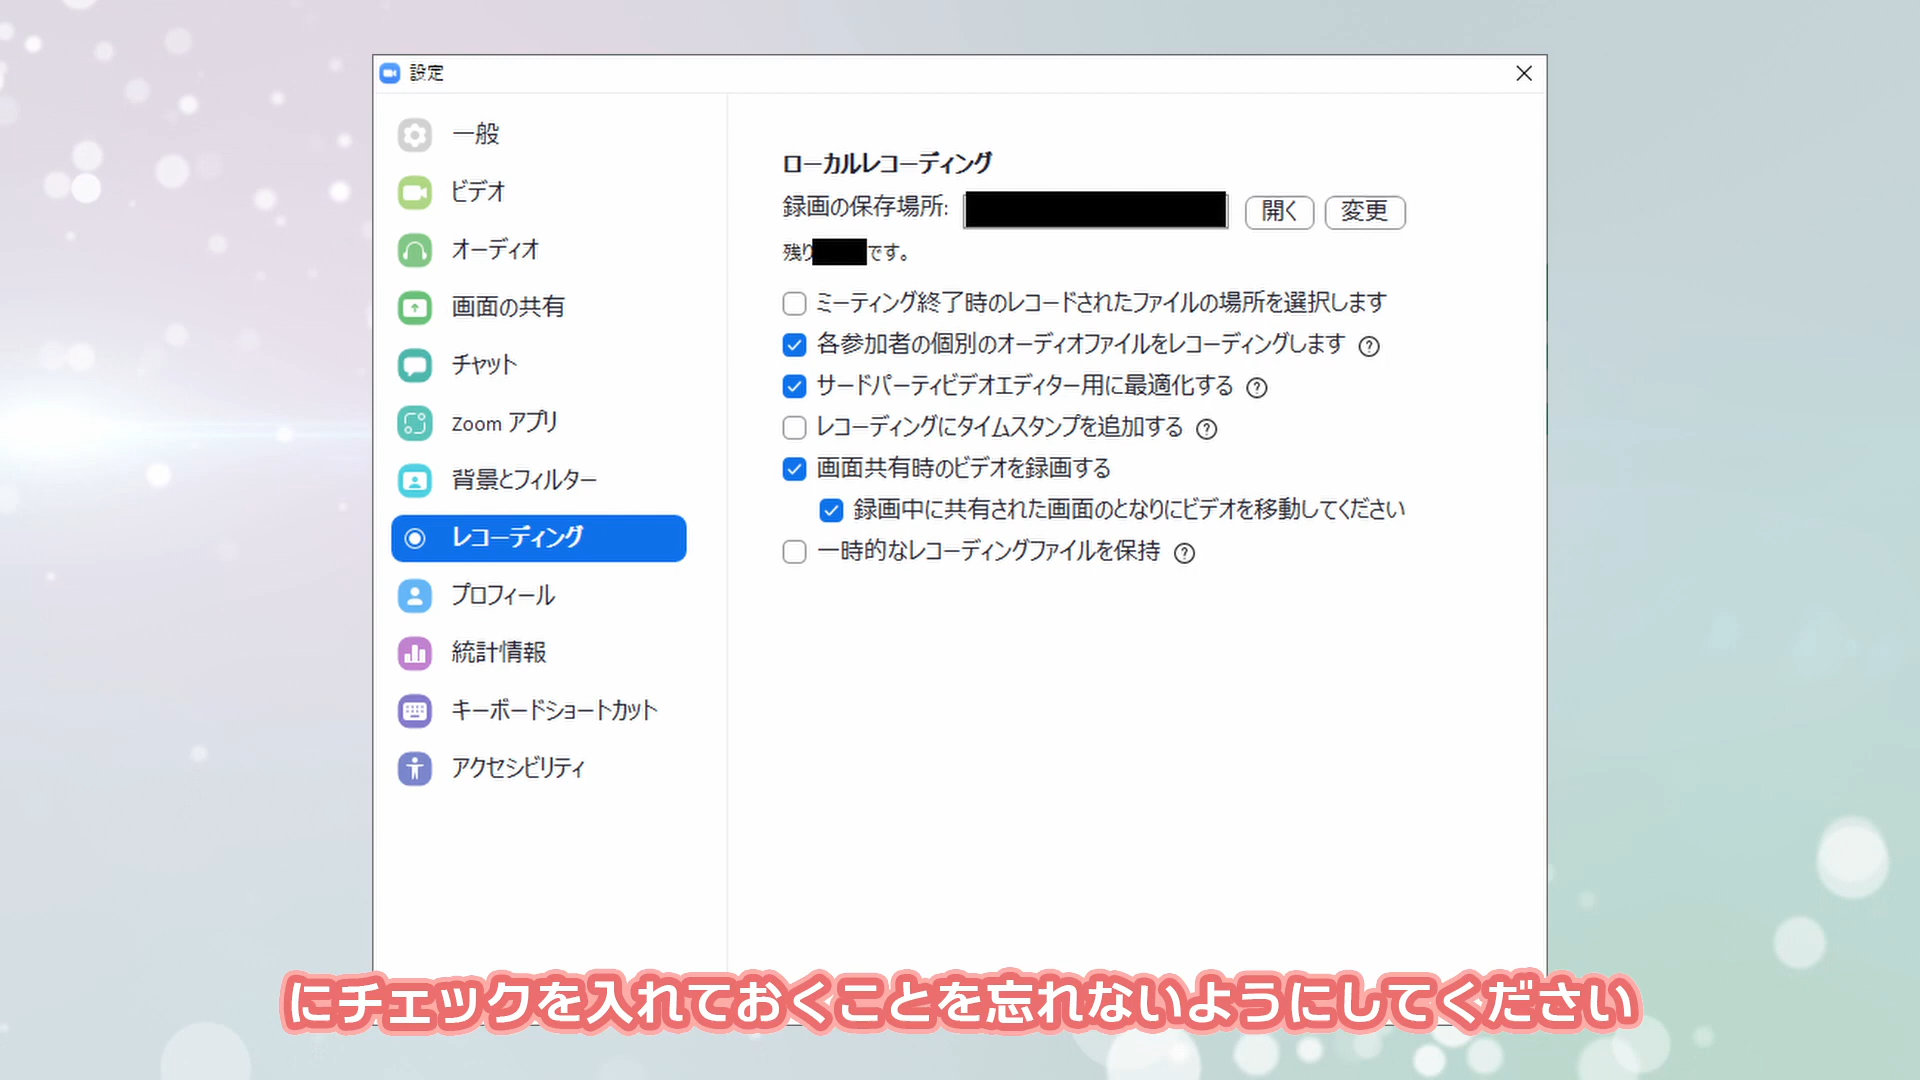 設定
一般
ビデオ
オーディオ
画面の共有
チャット
Zoom アプリ
背景とフィルター
レコーディング
プロフィール
統計情報
キーボードショートカット
アクセシビリティ
ローカルレコーディング
録画の保存場所: 開く 変更
残り です。
ミーティング終了時のレコードされたファイルの場所を選択します
各参加者の個別のオーディオファイルをレコーディングします ?
サードパーティビデオエディター用に最適化する ?
レコーディングにタイムスタンプを追加する ?
画面共有時のビデオを録画する
録画中に共有された画面のとなりにビデオを移動してください
一時的なレコーディングファイルを保持 ?
にチェックを入れておくことを忘れないようにしてください